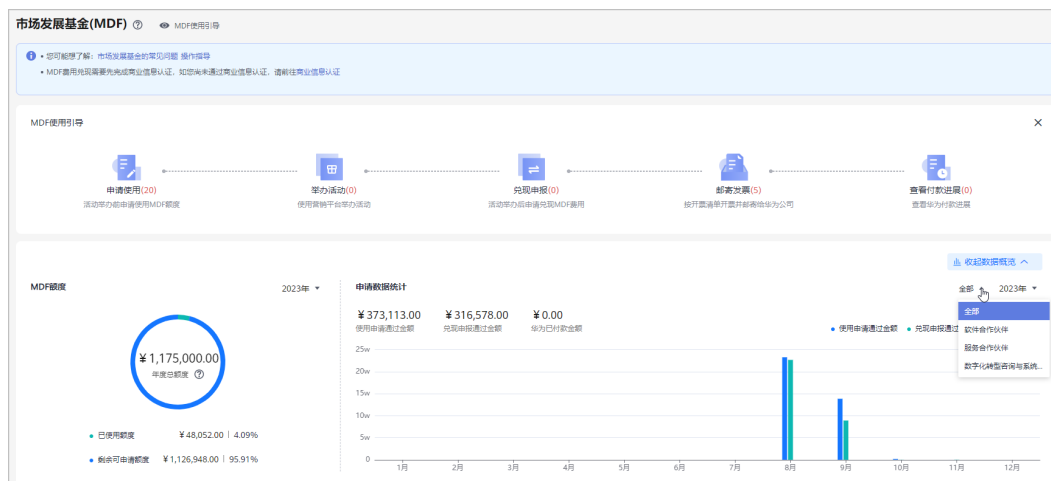 市场发展基金(MDF) MDF使用引导
• 您可能想了解：市场发展基金的常见问题 操作指导
• MDF费用兑现需要先完成商业信息认证，如您尚未通过商业信息认证，请前往商业信息认证
MDF使用引导
申请使用(20) 举办活动(0) 兑现申报(0) 邮寄发票(5) 查看付款进展(0)
活动举办前申请使用MDF额度 使用营销平台举办活动 活动举办后申请兑现MDF费用 按开票清单开票并邮寄给华为公司 查看华为付款进展
收起数据概览
MDF额度 2023年 申请数据统计 全部 2023年
¥1,175,000.00
年度总额度
• 已使用额度 ¥48,052.00 | 4.09%
• 剩余可申请额度 ¥1,126,948.00 | 95.91%
¥373,113.00 ¥316,578.00 ¥0.00
使用申请通过金额 兑现申报通过金额 华为已付款金额
• 使用申请通过金额 • 兑现申报通过
全部
软件合作伙伴
服务合作伙伴
数字化转型咨询与系统...
25w
20w
15w
10w
5w
0
1月 2月 3月 4月 5月 6月 7月 8月 9月 10月 11月 12月